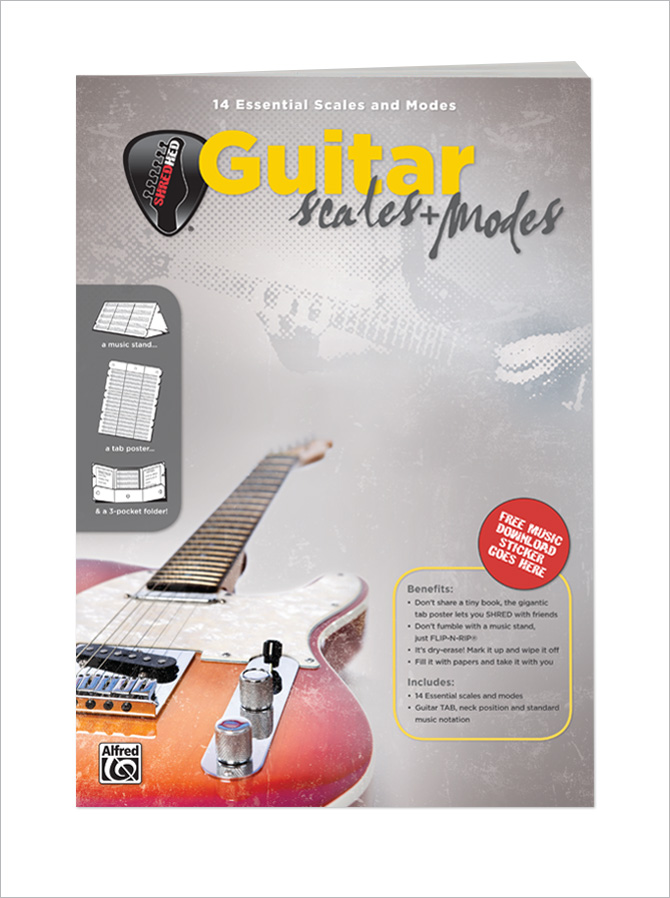 14 Essential Scales and Modes
SHREDHED
Guitar
scales+Modes
®
a music stand...
a tab poster...
& a 3-pocket folder!
FREE MUSIC
DOWNLOAD
STICKER
GOES HERE
Benefits:
• Don't share a tiny book, the gigantic
tab poster lets you SHRED with friends
• Don't fumble with a music stand,
just FLIP-N-RIP®
• It's dry-erase! Mark it up and wipe it off
• Fill it with papers and take it with you
Includes:
• 14 Essential scales and modes
• Guitar TAB, neck position and standard
music notation
Alfred